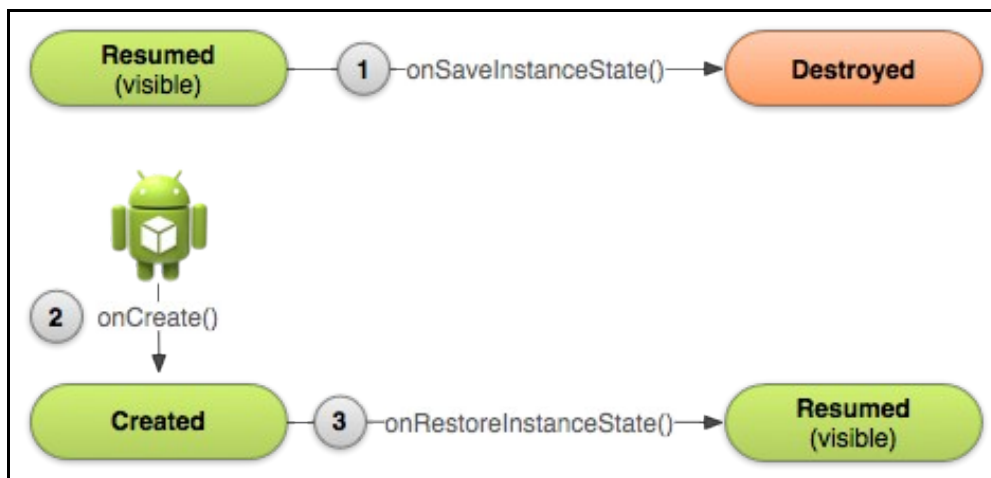 Resumed
(visible)
1
onSaveInstanceState()
Destroyed
2
onCreate()
Created
3
onRestoreInstanceState()
Resumed
(visible)